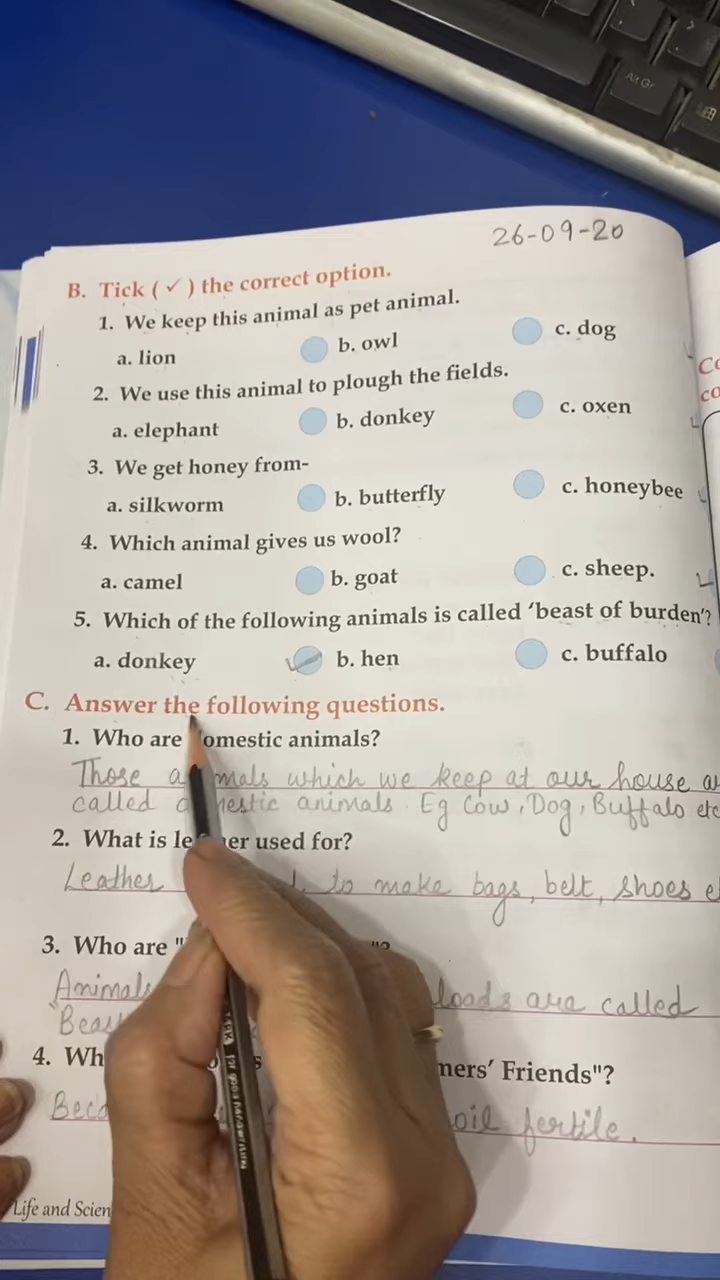 26-09-20
B. Tick ( ✓ ) the correct option.
1. We keep this animal as pet animal.
a. lion b. owl c. dog
2. We use this animal to plough the fields.
a. elephant b. donkey c. oxen
3. We get honey from-
a. silkworm b. butterfly c. honeybee
4. Which animal gives us wool?
a. camel b. goat c. sheep.
5. Which of the following animals is called 'beast of burden'?
a. donkey b. hen c. buffalo
C. Answer the following questions.
1. Who are omestic animals?
Those a mals which we keep at our house
called estic animals. Eg Cow, Dog, Buffalo etc
2. What is le er used for?
Leather to make bags, belt, shoes
3. Who are "
Animals loads are called
"Beas
4. Wh mers' Friends"?
Beca oil fertile.
Life and Scien
Alt Gr